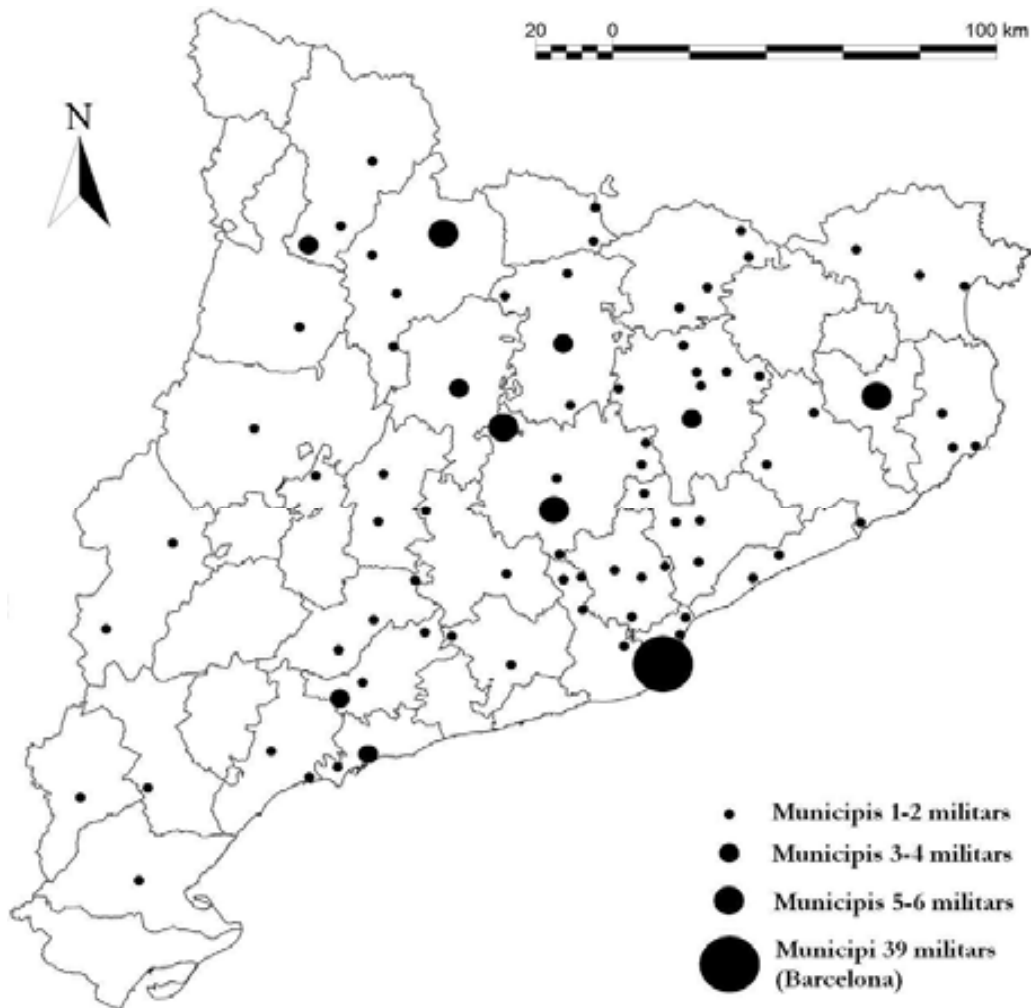 20 0 100 km
N
Municipis 1-2 militars
Municipis 3-4 militars
Municipis 5-6 militars
Municipi 39 militars
(Barcelona)